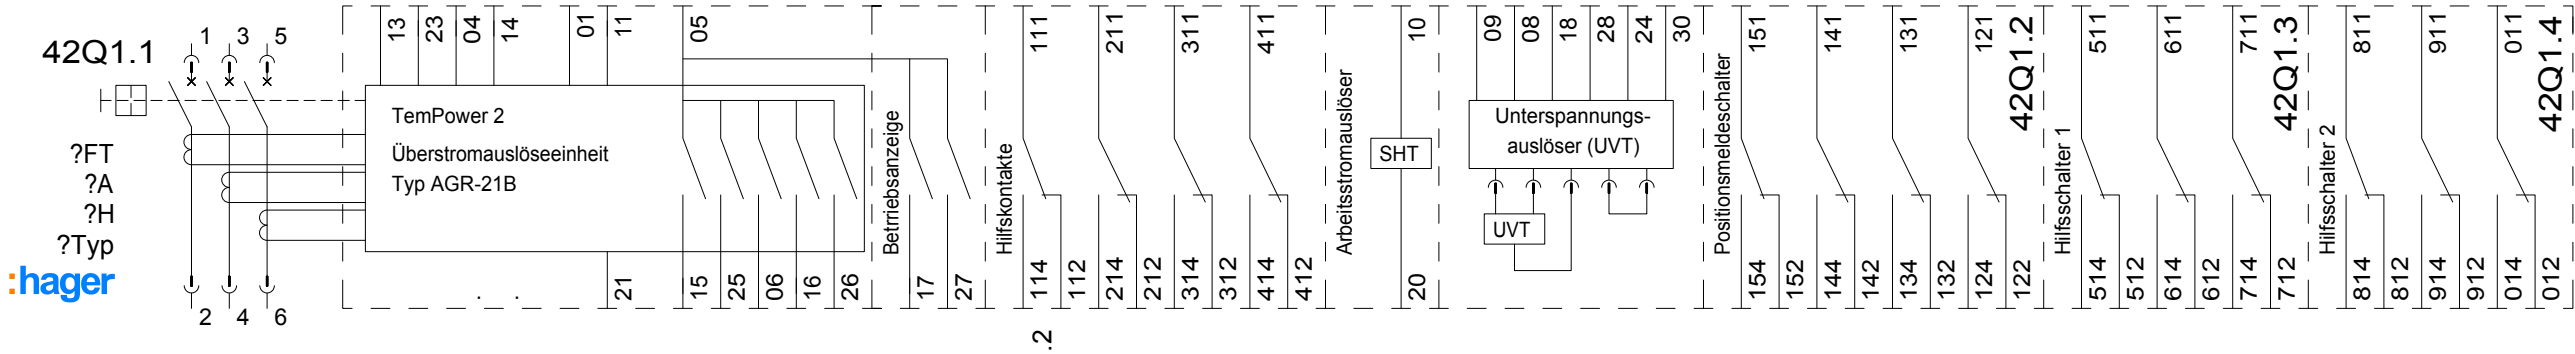 42Q1.1
1 3 5
?FT
?A
?H
?Typ
:hager
2 4 6
13 23 04 14 01 11 05
TemPower 2
Überstromauslöseeinheit
Typ AGR-21B
. .
21 15 25 06 16 26
Betriebsanzeige
17 27
Hilfskontakte
111 211 311 411
114 112 214 212 314 312 414 412
.2
Arbeitsstromauslöser
10
SHT
20
09 08 18 28 24 30
Unterspannungs-
auslöser (UVT)
UVT
Positionsmeldeschalter
151 141 131 121
42Q1.2
154 152 144 142 134 132 124 122
Hilfsschalter 1
511 611 711
42Q1.3
514 512 614 612 714 712
Hilfsschalter 2
811 911 011
42Q1.4
814 812 914 912 014 012